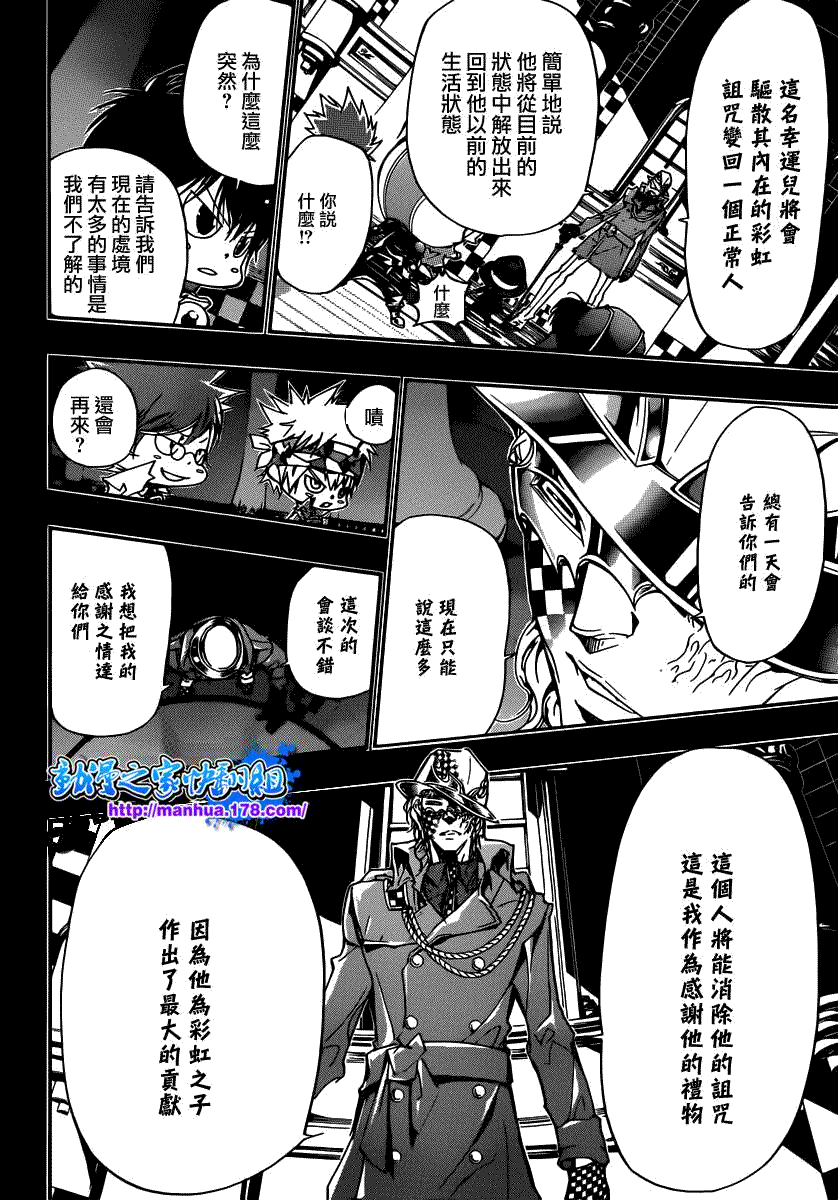 這名幸運兒將會
驅散其內在的彩虹
詛咒變回一個正常人
簡單地說
他將從目前的
狀態中解放出來
回到他以前的
生活狀態
你說
什麼!?
什麼
為什麼這麼
突然?
請告訴我們
現在的處境
有太多的事情是
我們不了解的
總有一天會
告訴你們的
現在只能
說這麼多
嘖
還會
再來?
這次的
會談不錯
我想把我的
感謝之情達
給你們
動漫之家汉翻组
http://manhua.178.com/
這個人將能消除他的詛咒
這是我作為感謝他的禮物
因為他為彩虹之子
作出了最大的貢獻